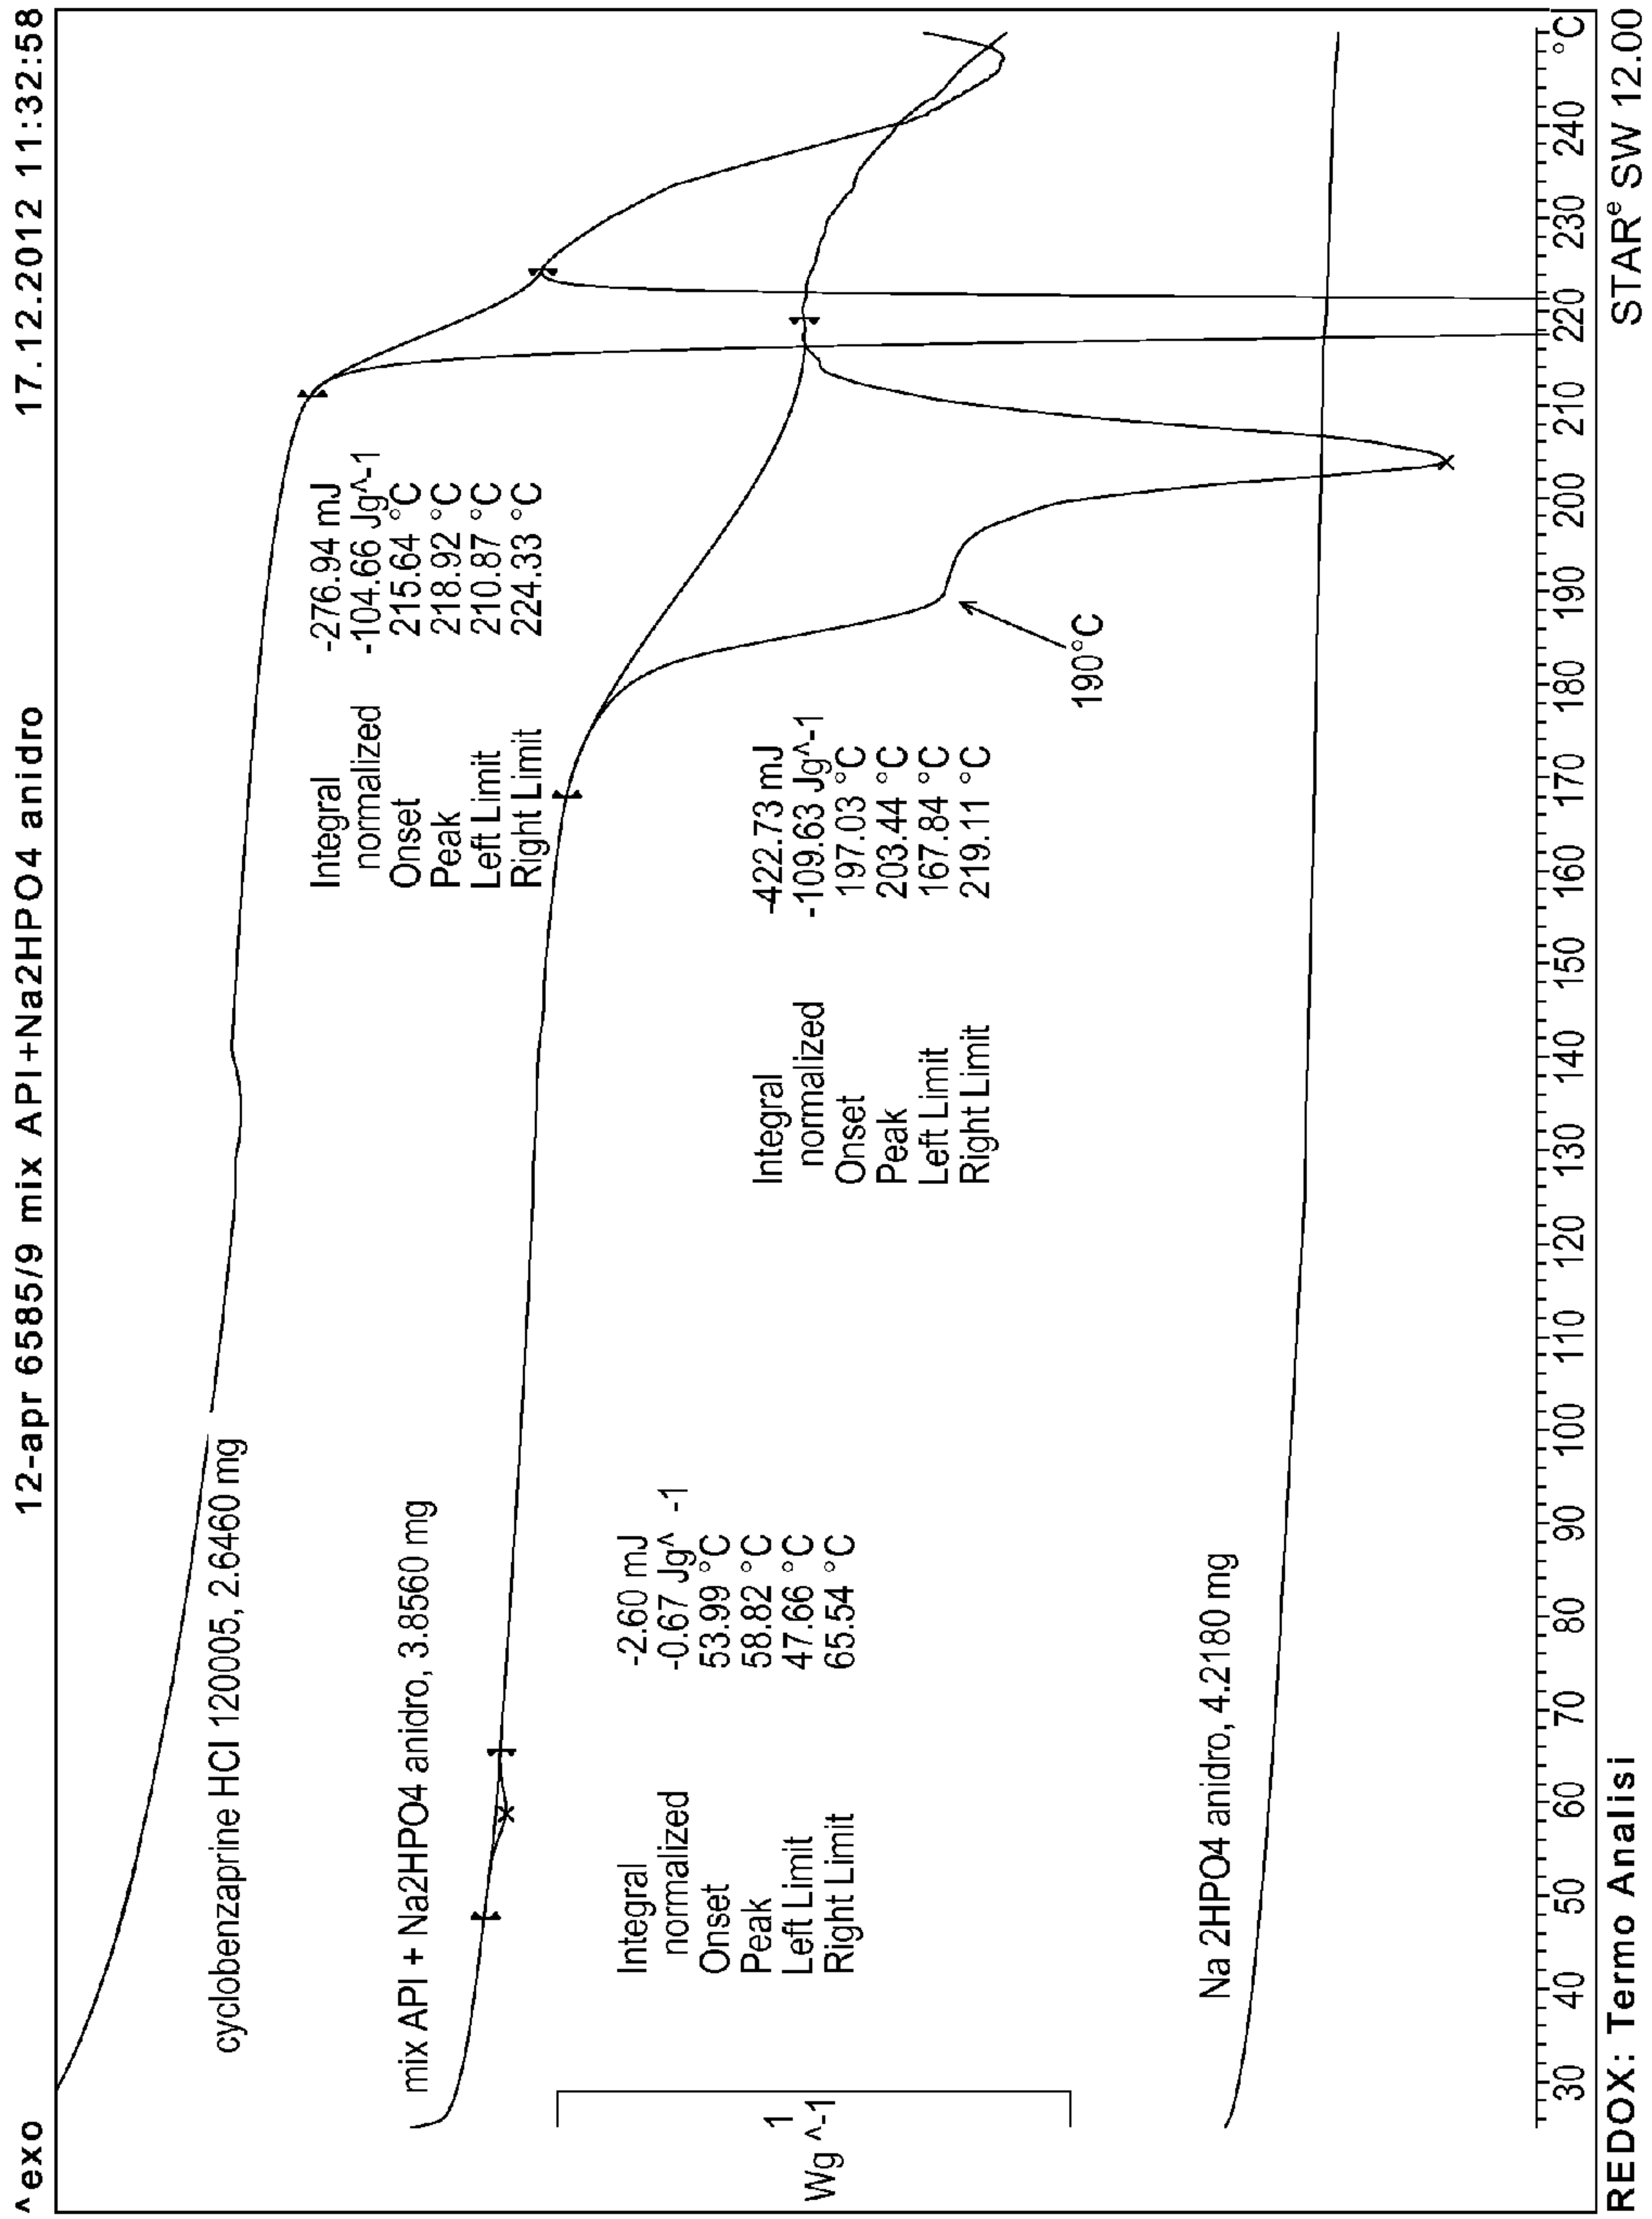 ^exo
12-apr 6585/9 mix API+Na2HPO4 anidro
17.12.2012 11:32:58
cyclobenzaprine HCl 120005, 2.6460 mg
Integral -276.94 mJ
normalized -104.66 Jg^-1
Onset 215.64 °C
Peak 218.92 °C
Left Limit 210.87 °C
Right Limit 224.33 °C
mix API + Na2HPO4 anidro, 3.8560 mg
Integral -2.60 mJ
normalized -0.67 Jg^ -1
Onset 53.99 °C
Peak 58.82 °C
Left Limit 47.66 °C
Right Limit 65.54 °C
Integral -422.73 mJ
normalized -109.63 Jg^-1
Onset 197.03 °C
Peak 203.44 °C
Left Limit 167.84 °C
Right Limit 219.11 °C
190°C
1
Wg ^-1
Na 2HPO4 anidro, 4.2180 mg
30 40 50 60 70 80 90 100 110 120 130 140 150 160 170 180 190 200 210 220 230 240 °C
REDOX: Termo Analisi
STARe SW 12.00